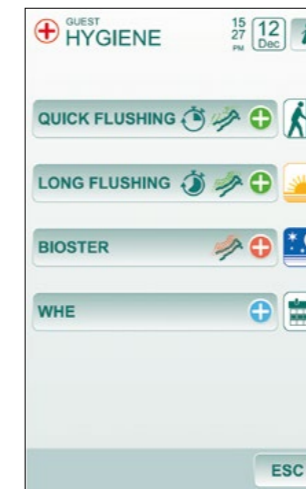 GUEST
HYGIENE
15
27
PM
12
Dec
QUICK FLUSHING
LONG FLUSHING
BIOSTER
WHE
ESC